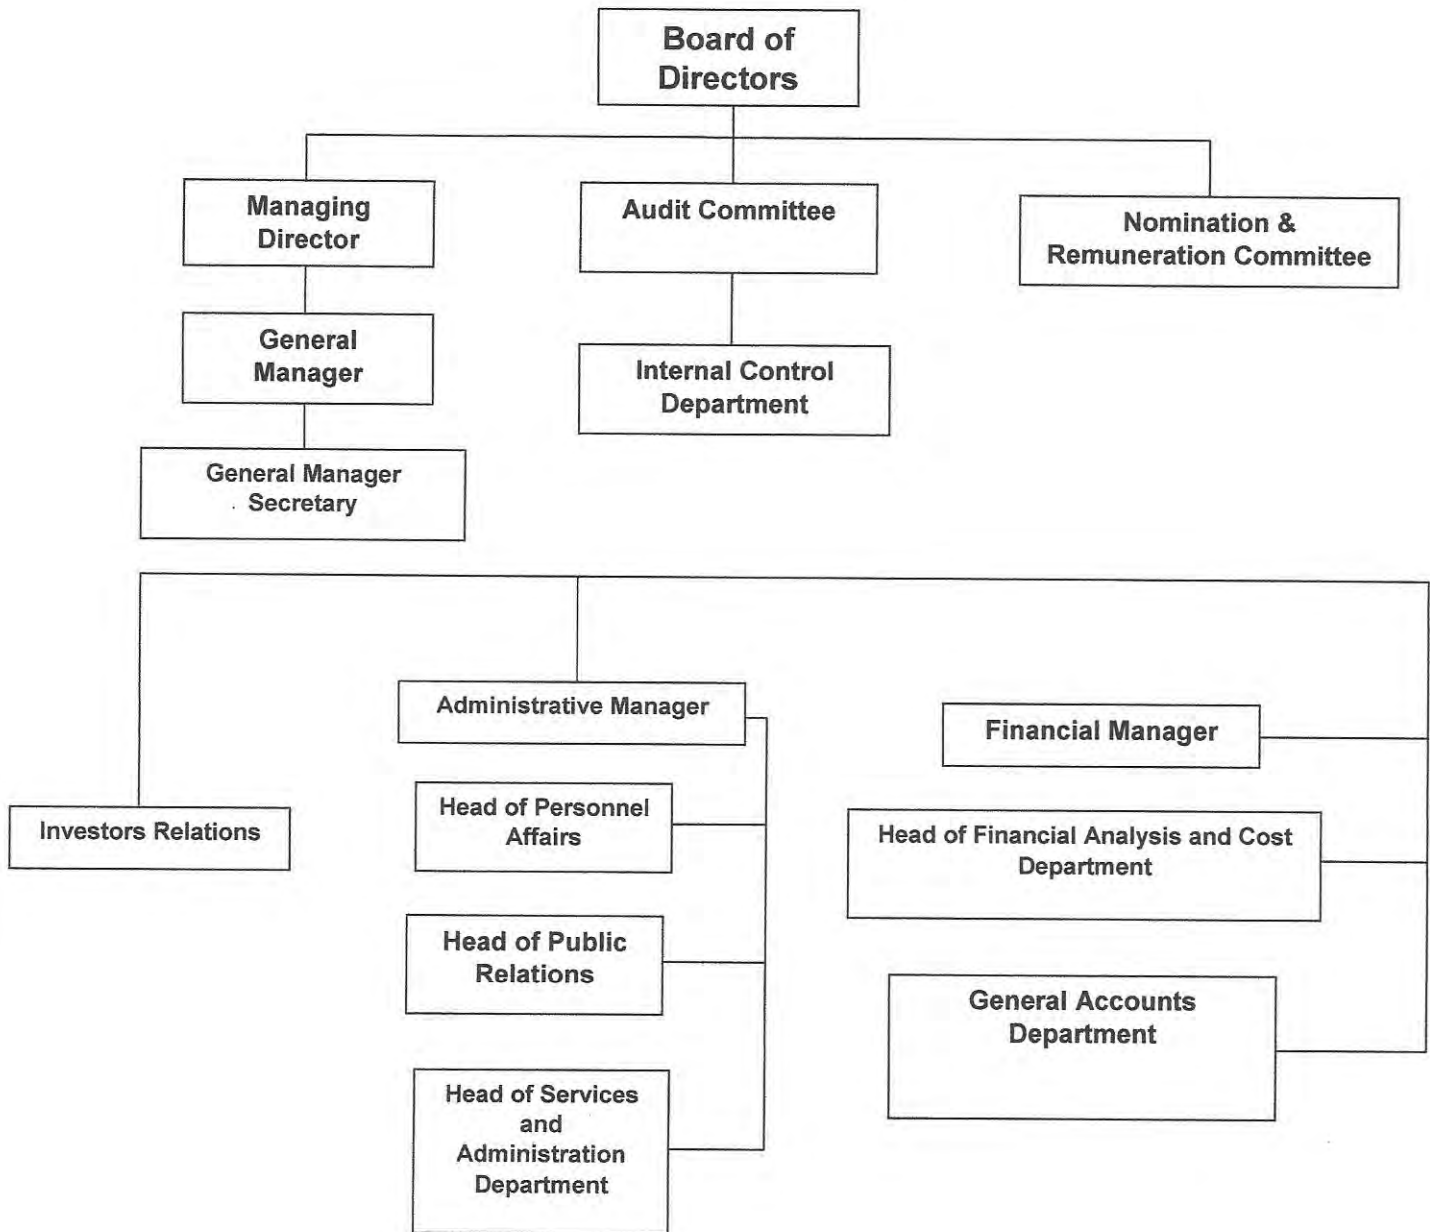 Board of
Directors
Managing
Director
Audit Committee
Nomination &
Remuneration Committee
General
Manager
Internal Control
Department
General Manager
Secretary
Administrative Manager
Financial Manager
Investors Relations
Head of Personnel
Affairs
Head of Financial Analysis and Cost
Department
Head of Public
Relations
General Accounts
Department
Head of Services
and
Administration
Department